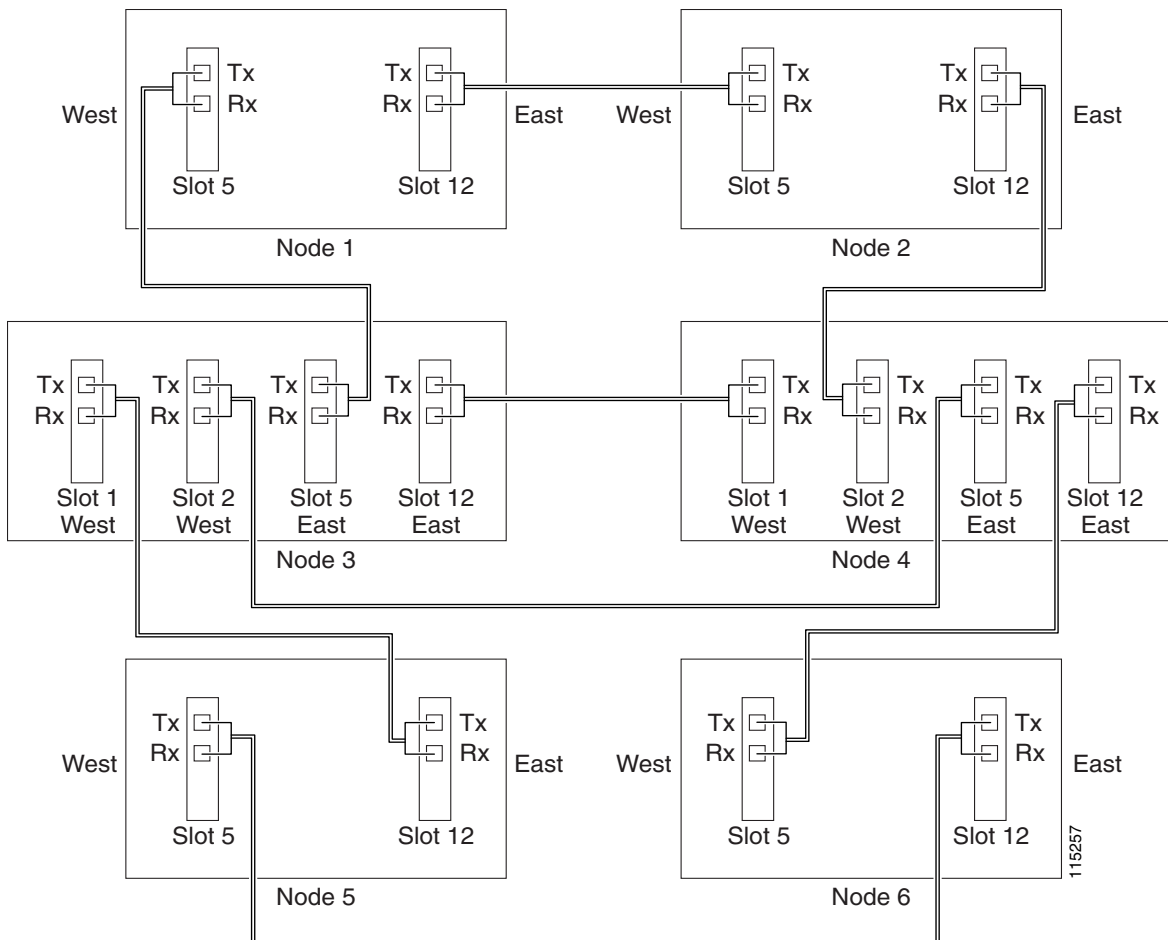 Tx Tx Tx Tx
Rx Rx Rx Rx
West East West East
Slot 5 Slot 12 Slot 5 Slot 12
Node 1 Node 2
Tx Tx Tx Tx Tx Tx Tx Tx
Rx Rx Rx Rx Rx Rx Rx Rx
Slot 1 Slot 2 Slot 5 Slot 12 Slot 1 Slot 2 Slot 5 Slot 12
West West East East West West East East
Node 3 Node 4
Tx Tx Tx Tx
Rx Rx Rx Rx
West East West East
Slot 5 Slot 12 Slot 5 Slot 12
115257
Node 5 Node 6